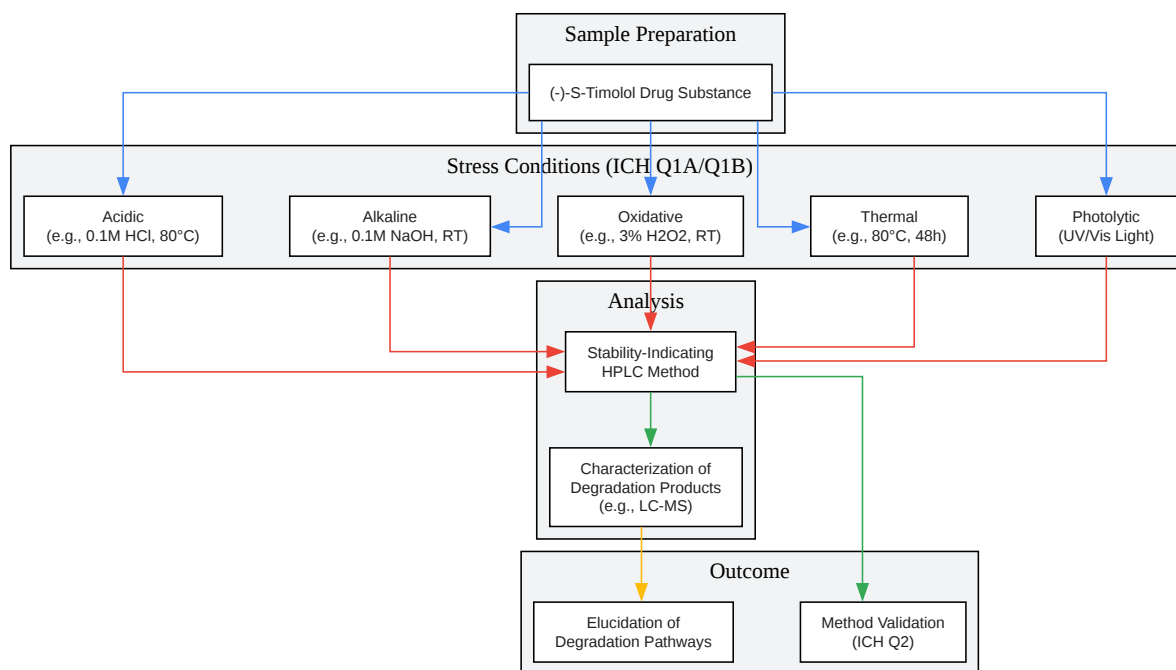 Sample Preparation
(-)-S-Timolol Drug Substance
Stress Conditions (ICH Q1A/Q1B)
Acidic
(e.g., 0.1M HCl, 80°C)
Alkaline
(e.g., 0.1M NaOH, RT)
Oxidative
(e.g., 3% H2O2, RT)
Thermal
(e.g., 80°C, 48h)
Photolytic
(UV/Vis Light)
Analysis
Stability-Indicating
HPLC Method
Characterization of
Degradation Products
(e.g., LC-MS)
Outcome
Elucidation of
Degradation Pathways
Method Validation
(ICH Q2)